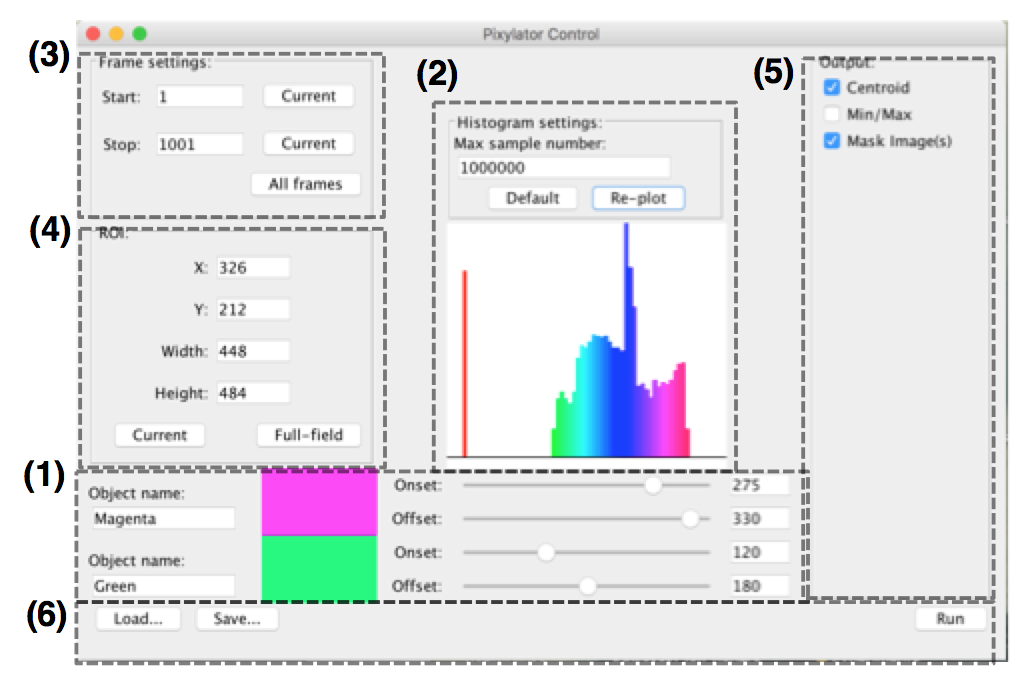 Pixylator Control
(3)
Frame settings:
Start: 1 Current
Stop: 1001 Current
All frames
(2)
Histogram settings:
Max sample number:
1000000
Default Re-plot
(5)
Output:
Centroid
Min/Max
Mask Image(s)
(4)
ROI:
X: 326
Y: 212
Width: 448
Height: 484
Current Full-field
(1)
Object name:
Magenta
Onset: 275
Offset: 330
Object name:
Green
Onset: 120
Offset: 180
(6)
Load... Save... Run